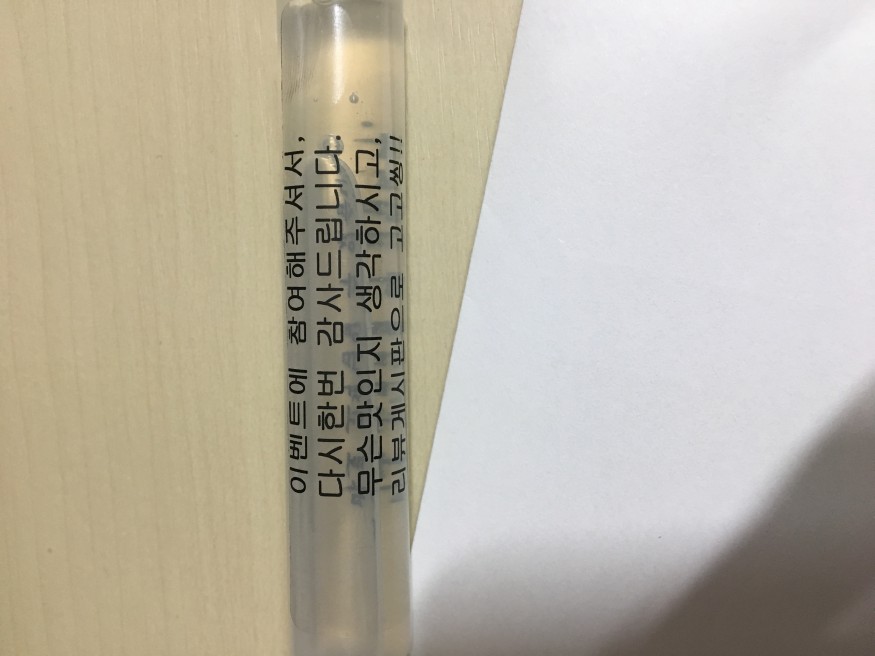 이벤트에 참여해주셔서,
다시한번 감사드립니다.
무슨맛인지 생각하시고,
리뷰게시판으로 고고씽!!